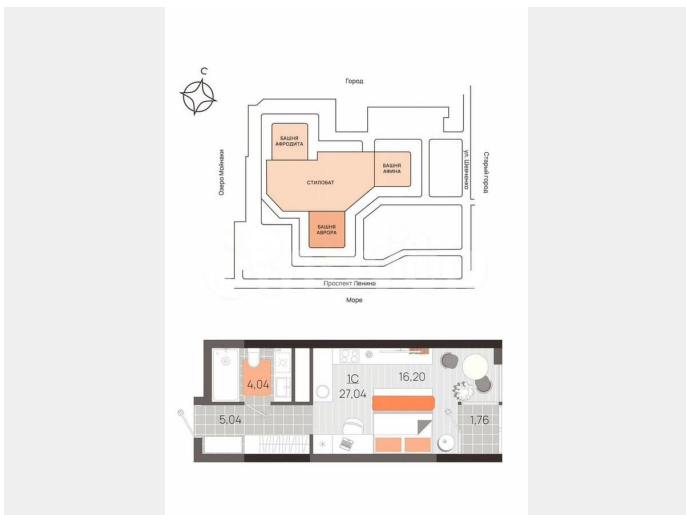 С
Город
БАШНЯ
АФРОДИТА
Озеро Мойнаки
СТИЛОБАТ
БАШНЯ
АФИНА
ул. Шевченко
Старый город
БАШНЯ
АВРОРА
Проспект Ленина
Море
4,04
1С
27,04
16,20
5,04
1,76